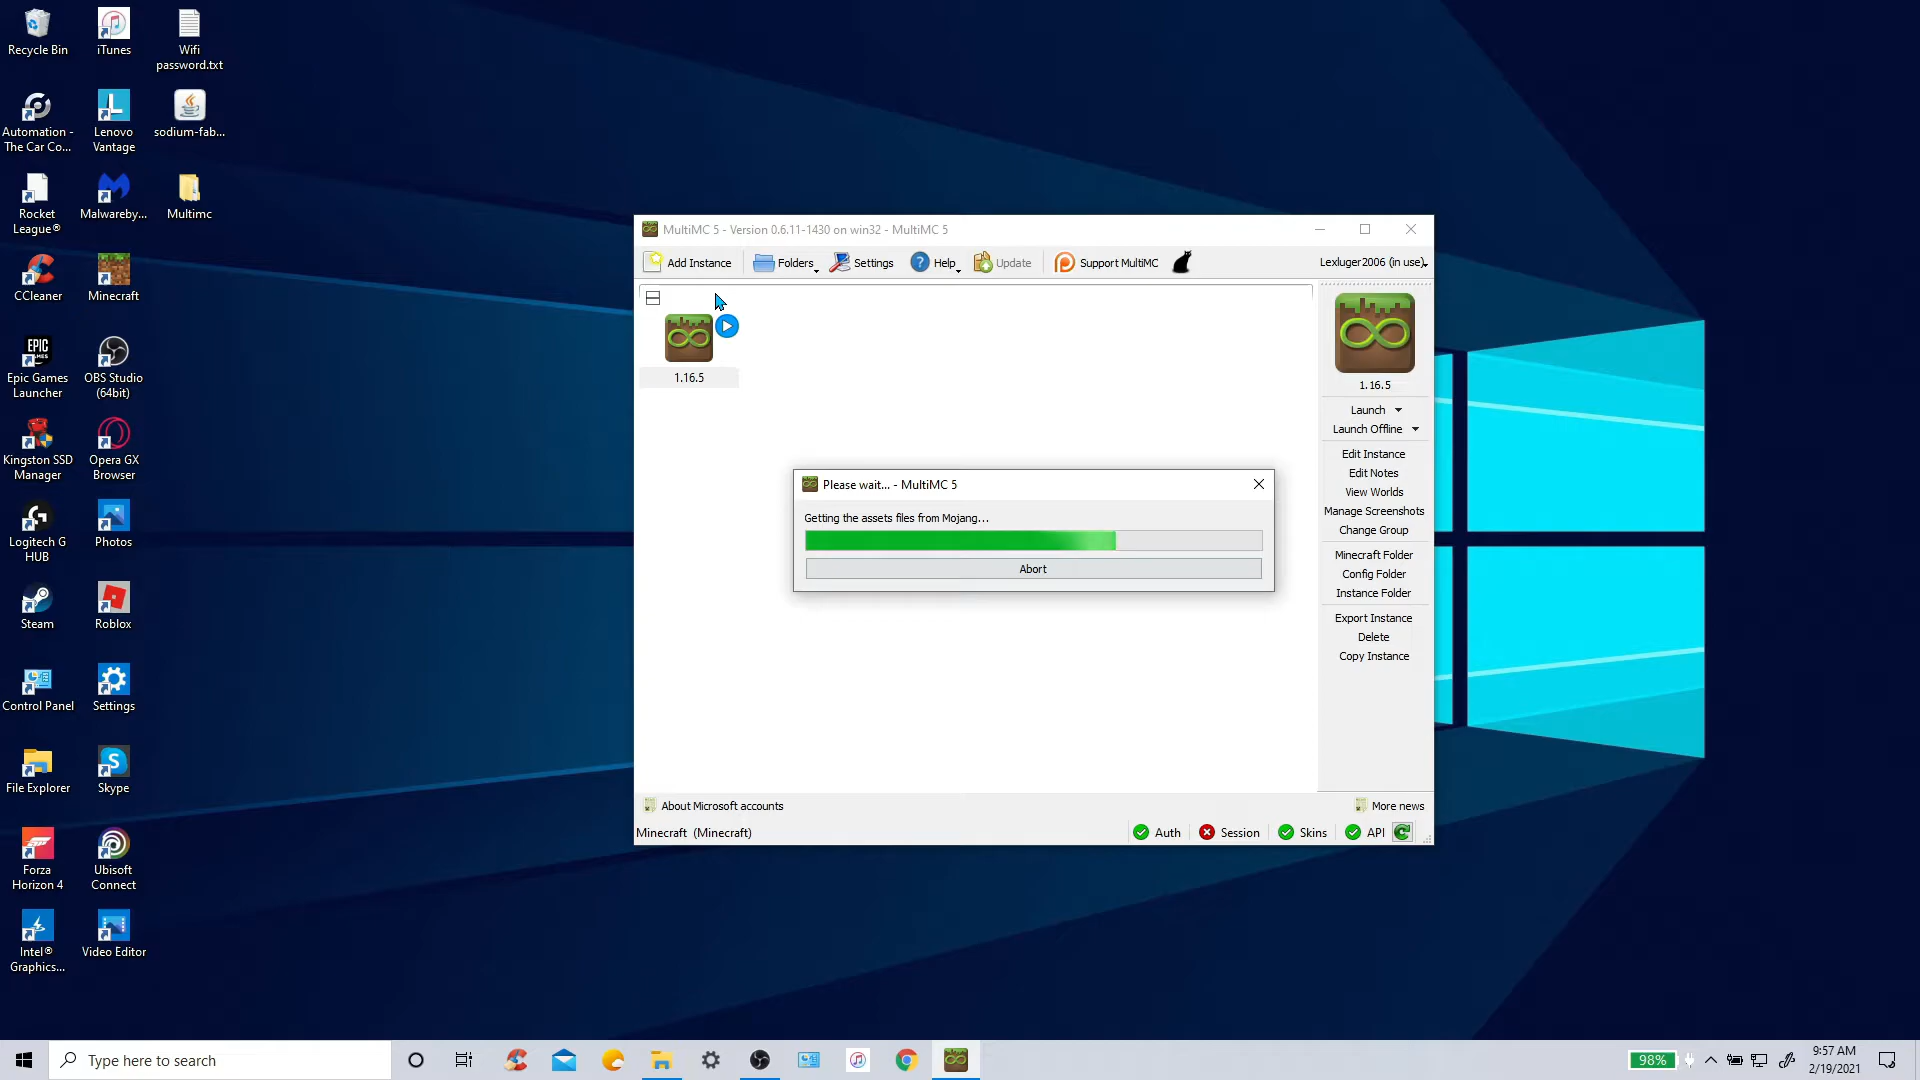 Recycle Bin
iTunes
Wifi
password.txt
Automation -
The Car Co...
Lenovo
Vantage
sodium-fab...
Rocket
League®
Malwareby...
Multimc
CCleaner
Minecraft
EPIC
GAMES
Epic Games
Launcher
OBS Studio
(64bit)
Kingston SSD
Manager
Opera GX
Browser
Logitech G
HUB
Photos
Steam
Roblox
Control Panel
Settings
File Explorer
Skype
Forza
Horizon 4
Ubisoft
Connect
Intel®
Graphics...
Video Editor
MultiMC 5 - Version 0.6.11-1430 on win32 - MultiMC 5
Add Instance
Folders
Settings
Help
Update
Support MultiMC
Lexluger2006 (in use)
1.16.5
1.16.5
Launch
Launch Offline
Edit Instance
Edit Notes
View Worlds
Manage Screenshots
Change Group
Minecraft Folder
Config Folder
Instance Folder
Export Instance
Delete
Copy Instance
Please wait... - MultiMC 5
Getting the assets files from Mojang...
Abort
About Microsoft accounts
More news
Minecraft (Minecraft)
Auth
Session
Skins
API
Type here to search
98%
9:57 AM
2/19/2021